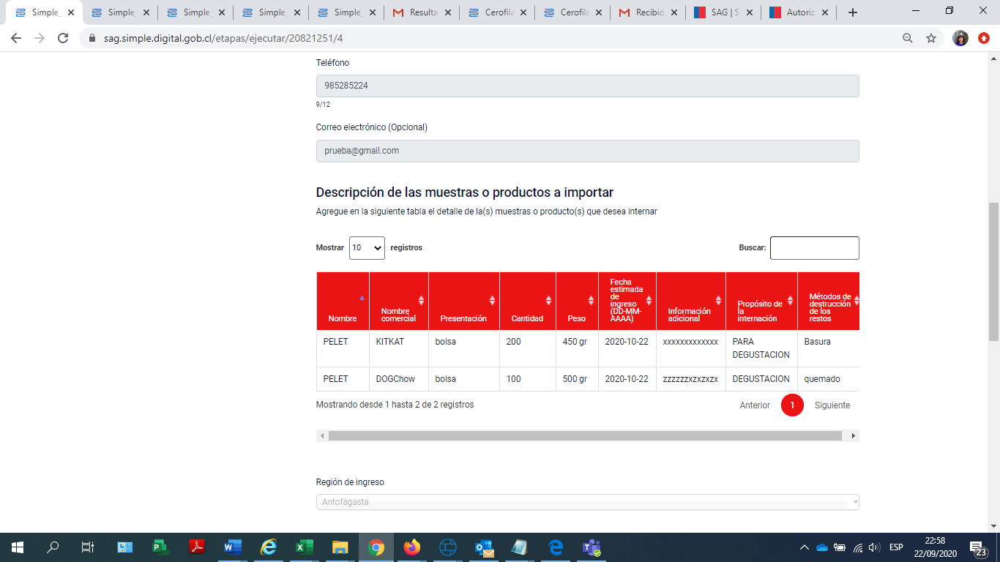 Simple_
Simple_
Simple_
Simple_
Simple_
Resulta
Cerofila
Cerofila
Recibid
SAG | S
Autoriz
sag.simple.digital.gob.cl/etapas/ejecutar/20821251/4
Teléfono
985285224
9/12
Correo electrónico (Opcional)
prueba@gmail.com
Descripción de las muestras o productos a importar
Agregue en la siguiente tabla el detalle de la(s) muestras o producto(s) que desea internar
Mostrar 10 registros
Buscar:
Nombre
Nombre
comercial
Presentación
Cantidad
Peso
Fecha
estimada
de
ingreso
(DD-MM-
AAAA)
Información
adicional
Propósito de
la
internación
Métodos de
destrucción
de los
restos
PELET KITKAT bolsa 200 450 gr 2020-10-22 xxxxxxxxxxxxx PARA DEGUSTACION Basura
PELET DOGChow bolsa 100 500 gr 2020-10-22 zzzzzzxzxzxzx DEGUSTACION quemado
Mostrando desde 1 hasta 2 de 2 registros
Anterior 1 Siguiente
Región de ingreso
Antofagasta
ESP
22:58
22/09/2020
23